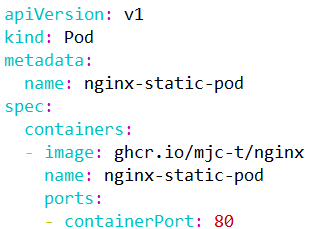 apiVersion: v1
kind: Pod
metadata:
  name: nginx-static-pod
spec:
  containers:
  - image: ghcr.io/mjc-t/nginx
    name: nginx-static-pod
    ports:
    - containerPort: 80